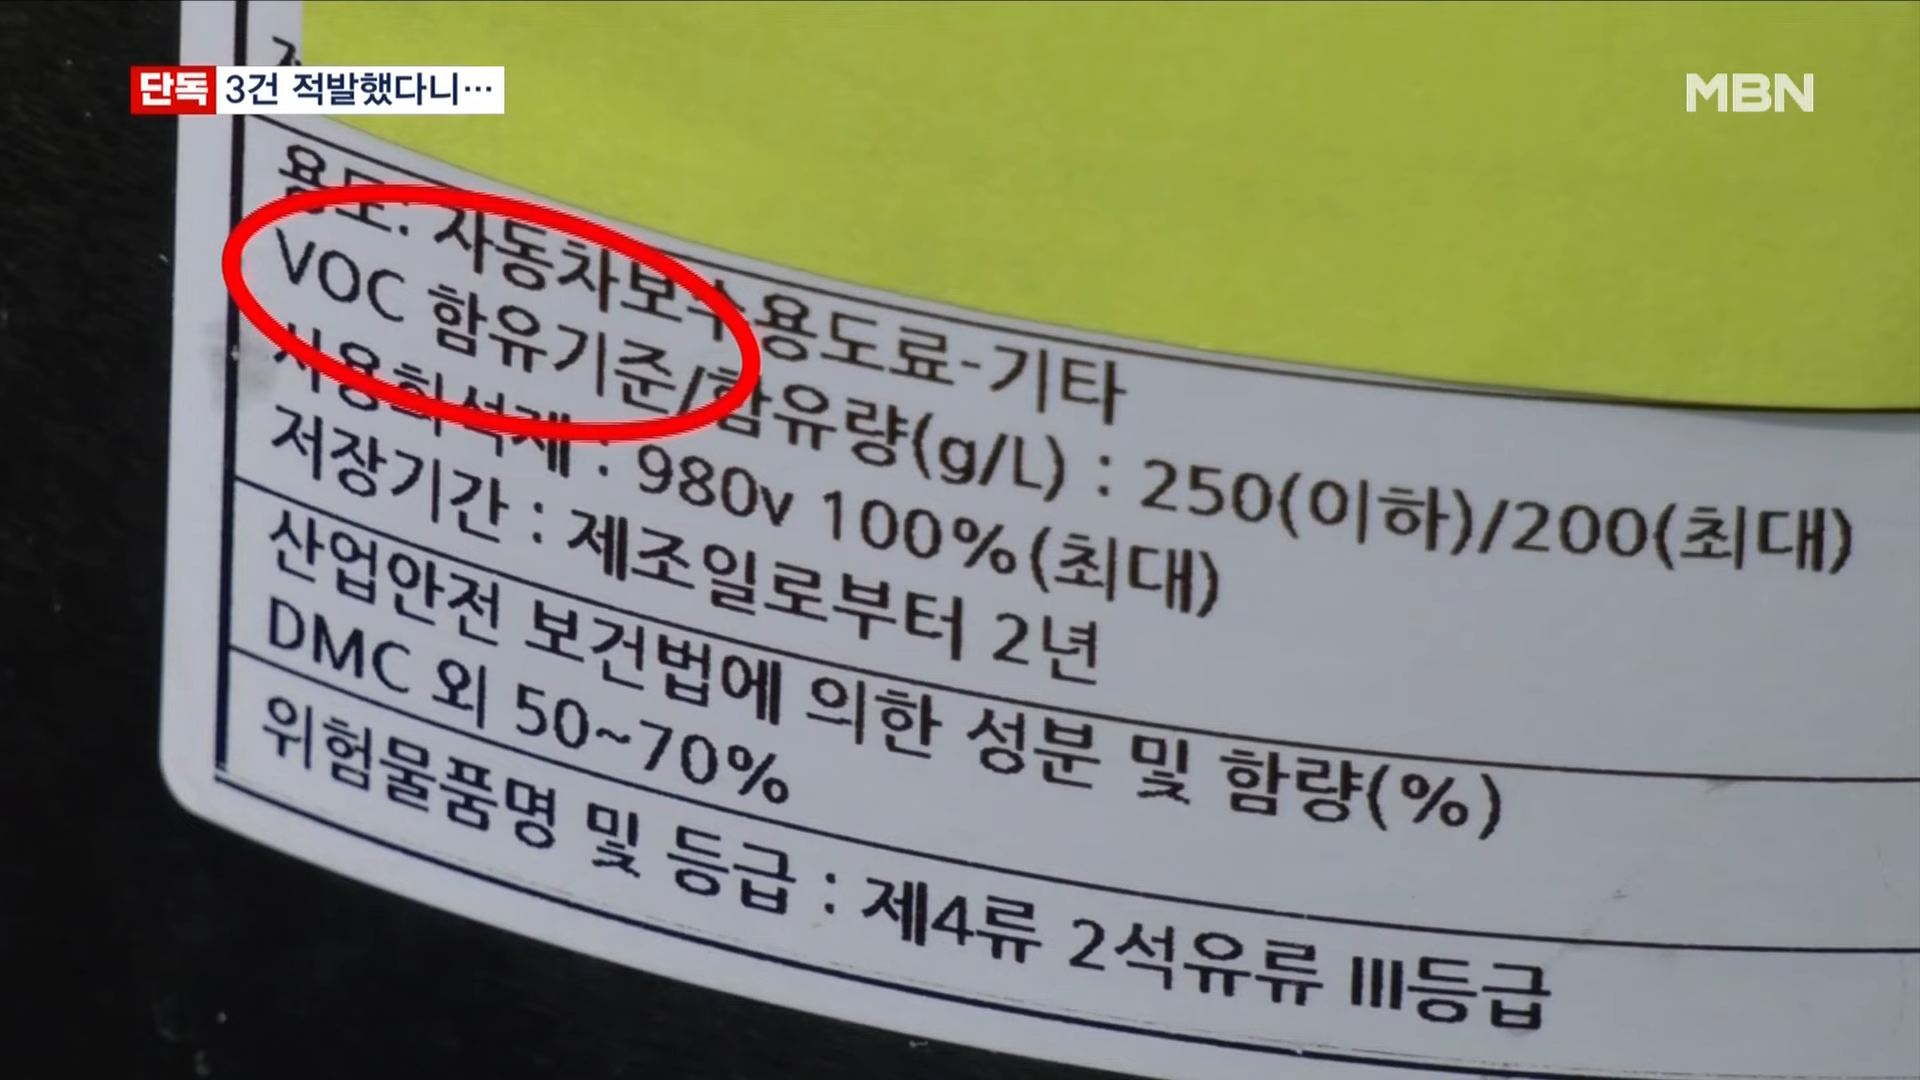 단독 3건 적발했다니…
MBN
용도: 자동차보수용도료-기타
VOC 함유기준/함유량(g/L) : 250(이하)/200(최대)
사용희석제 : 980v 100%(최대)
저장기간 : 제조일로부터 2년
산업안전 보건법에 의한 성분 및 함량(%)
DMC 외 50~70%
위험물품명 및 등급 : 제4류 2석유류 III등급